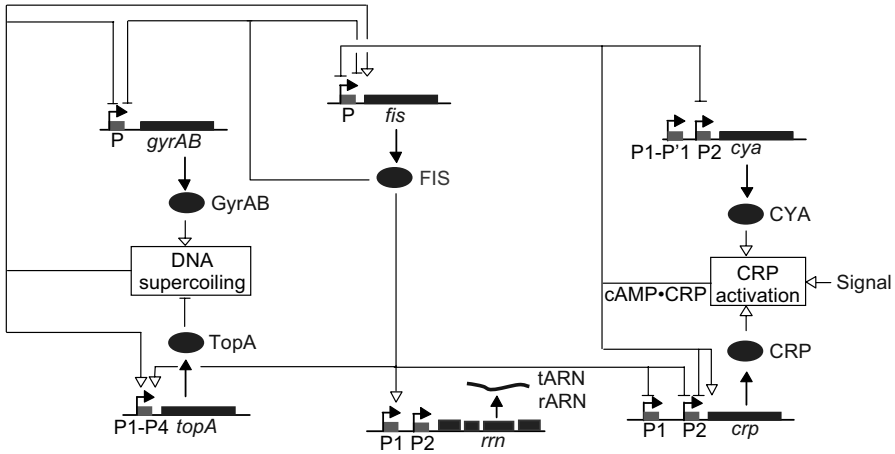 P
fis
P
gyrAB
P1-P'1
P2
cya
FIS
GyrAB
CYA
DNA
supercoiling
CRP
activation
Signal
cAMP•CRP
TopA
CRP
tARN
rARN
P1-P4
topA
P1
P2
rrn
P1
P2
crp